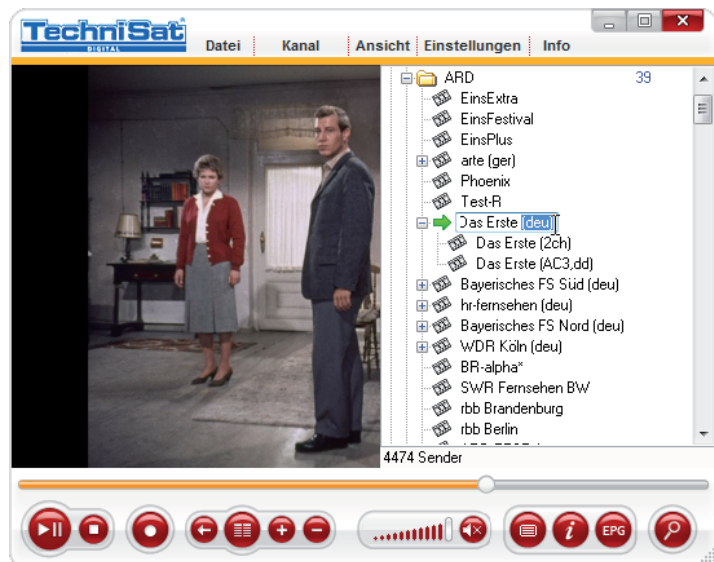 TechniSat
DIGITAL
Datei Kanal Ansicht Einstellungen Info
ARD 39
EinsExtra
EinsFestival
EinsPlus
arte (ger)
Phoenix
Test-R
Das Erste (deu)
Das Erste (2ch)
Das Erste (AC3,dd)
Bayerisches FS Süd (deu)
hr-fernsehen (deu)
Bayerisches FS Nord (deu)
WDR Köln (deu)
BR-alpha*
SWR Fernsehen BW
rbb Brandenburg
rbb Berlin
4474 Sender
i
EPG